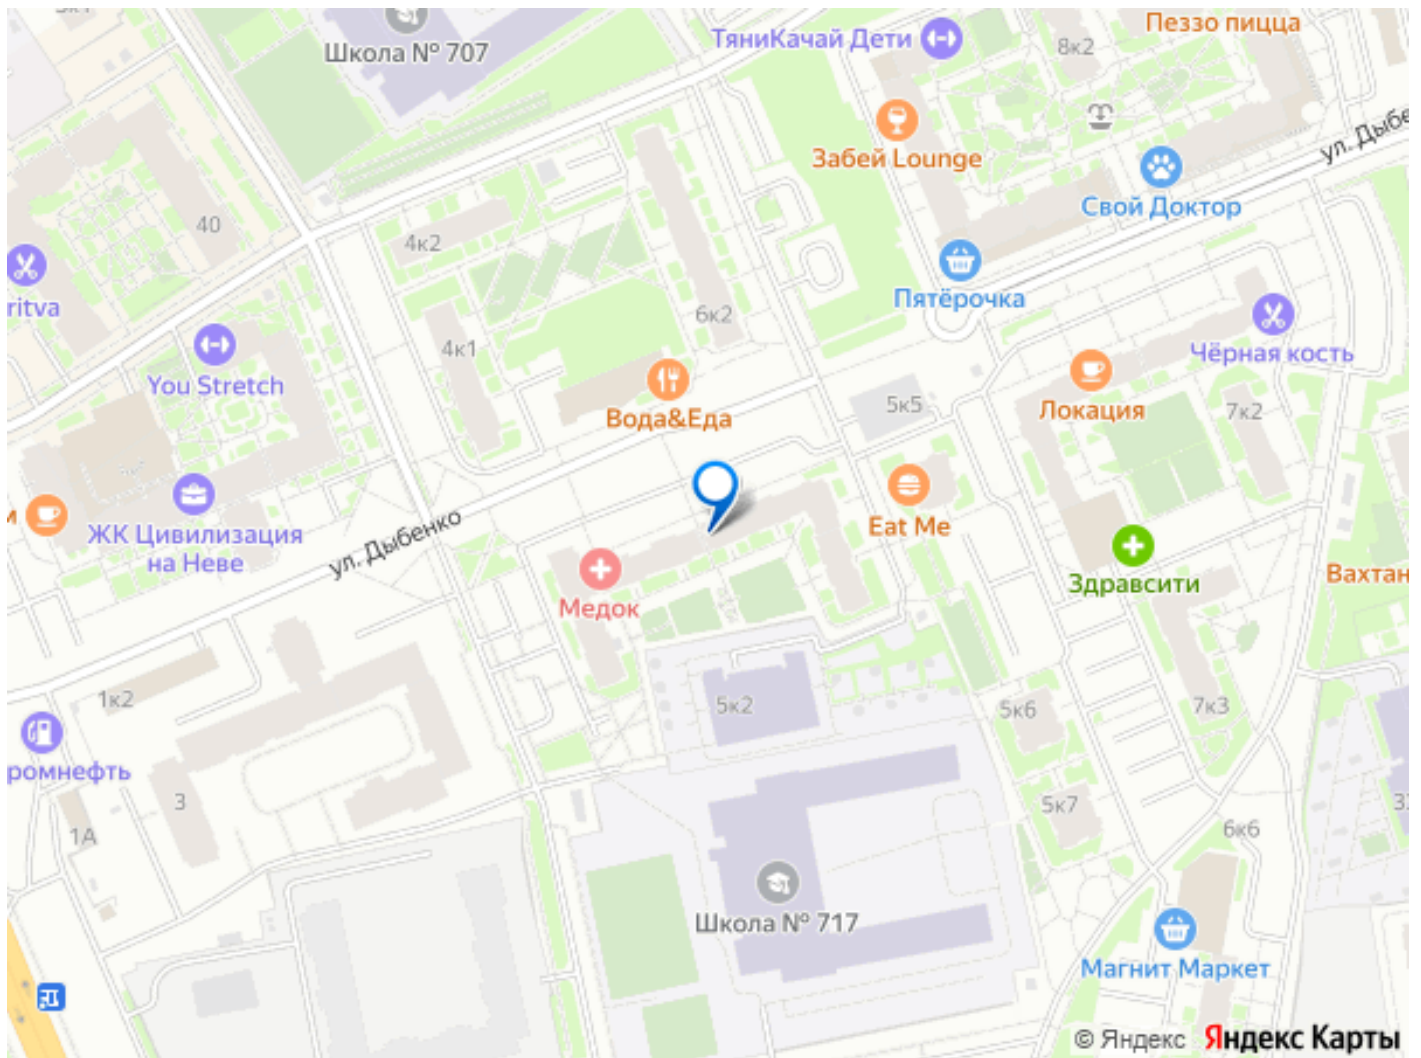 Школа № 707
ТяниКачай Дети
Пеззо пицца
8к2
Забей Lounge
ул. Дыбе
Свой Доктор
40
4к2
ritva
Пятёрочка
6к2
You Stretch
4к1
Чёрная кость
Вода&Еда
5к5
Локация
7к2
ЖК Цивилизация
на Неве
ул. Дыбенко
Eat Me
Медок
Здравсити
Вахтан
1к2
5к2
5к6
7к3
ромнефть
3
1А
5к7
6к6
Школа № 717
Магнит Маркет
© Яндекс Яндекс Карты